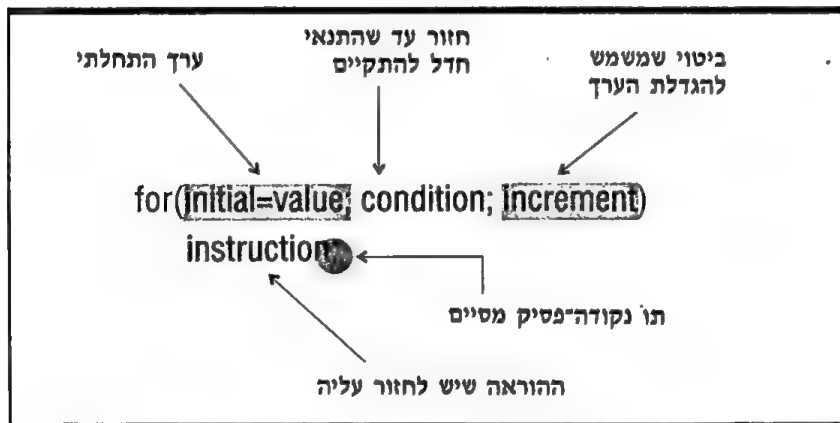 חזור עד שהתנאי
חדל להתקיים
ביטוי שמשמש
להגדלת הערך
ערך התחלתי
for(initial=value; condition; increment)
instruction;
תו נקודה־פסיק מסיים
ההוראה שיש לחזור עליה